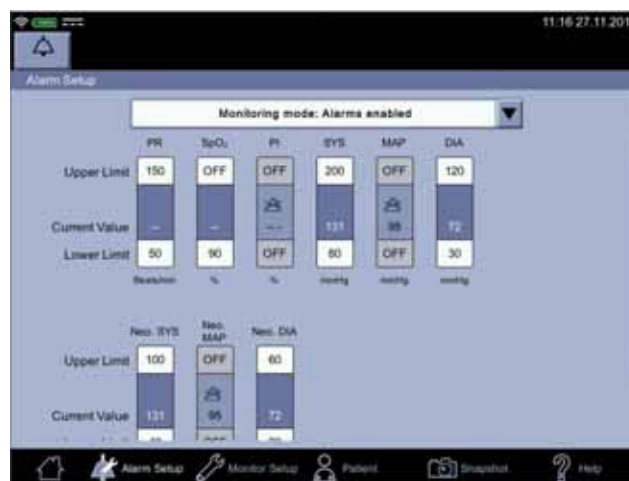 11:16 27.11.201
Alarm Setup
Monitoring mode: Alarms enabled
PR SpO₂ PI SYS MAP DIA
Upper Limit 150 OFF OFF 200 OFF 120
Current Value -- -- -.- 131 95 72
Lower Limit 50 90 OFF 60 OFF 30
Beats/min % % mmHg mmHg mmHg
Neo. SYS Neo. MAP Neo. DIA
Upper Limit 100 OFF 60
Current Value 131 95 72
Alarm Setup Monitor Setup Patient Snapshot Help